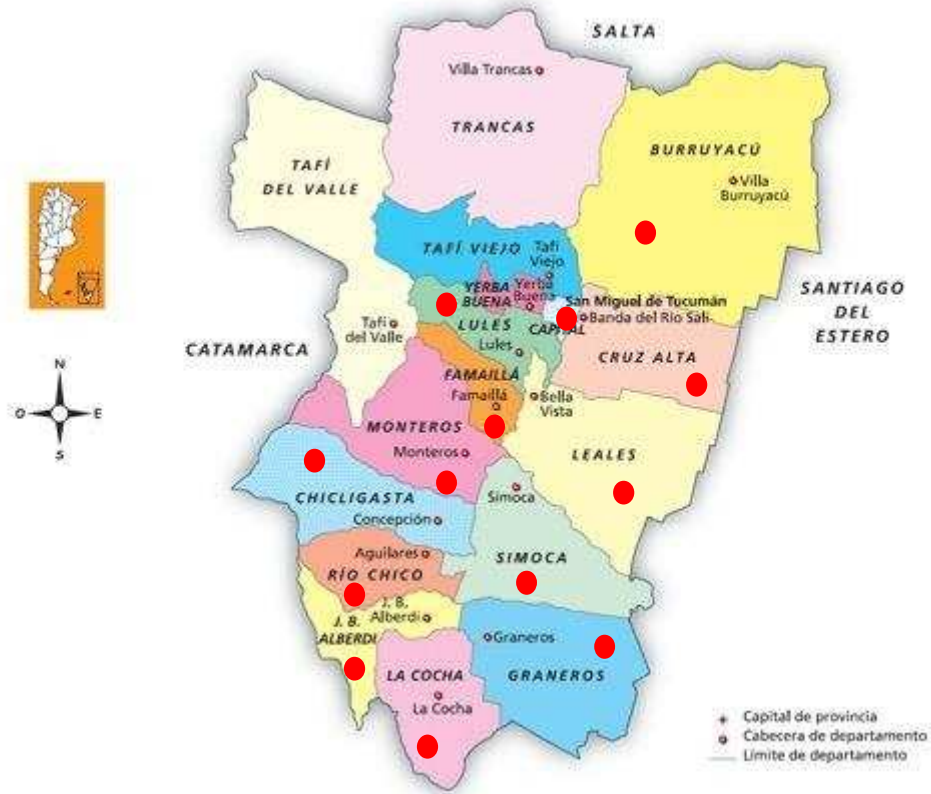 SALTA
Villa Trancas
TRANCAS
BURRUYACÚ
TAFÍ
DEL VALLE
Villa
Burruyacú
TAFÍ VIEJO
Tafí
Viejo
YERBA
BUENA
Yerba
Buena
SANTIAGO
DEL
ESTERO
San Miguel de Tucumán
Banda del Río Salí
CAPITAL
LULES
Lules
Tafí
del Valle
CATAMARCA
CRUZ ALTA
FAMAILLÁ
Famaillá
Bella
Vista
N
O
E
S
MONTEROS
Monteros
LEALES
CHICLIGASTA
Simoca
Concepción
Aguilares
SIMOCA
RÍO CHICO
J. B.
Alberdi
J. B.
ALBERDI
Graneros
GRANEROS
LA COCHA
La Cocha
Capital de provincia
Cabecera de departamento
Límite de departamento